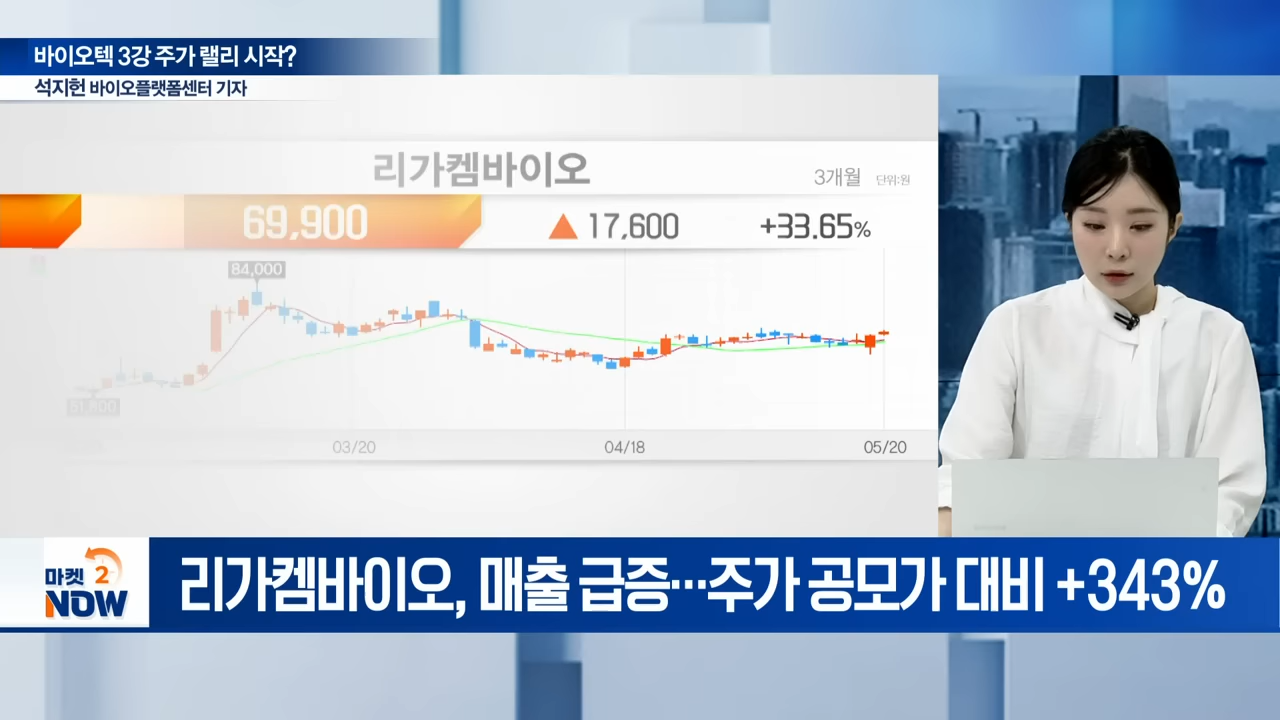 바이오텍 3강 주가 랠리 시작?
석지헌 바이오플랫폼센터 기자
리가켐바이오
3개월 단위:원
69,900 ▲ 17,600 +33.65%
84,000
51,800
03/20 04/18 05/20
마켓 2
NOW
리가켐바이오, 매출 급증…주가 공모가 대비 +343%